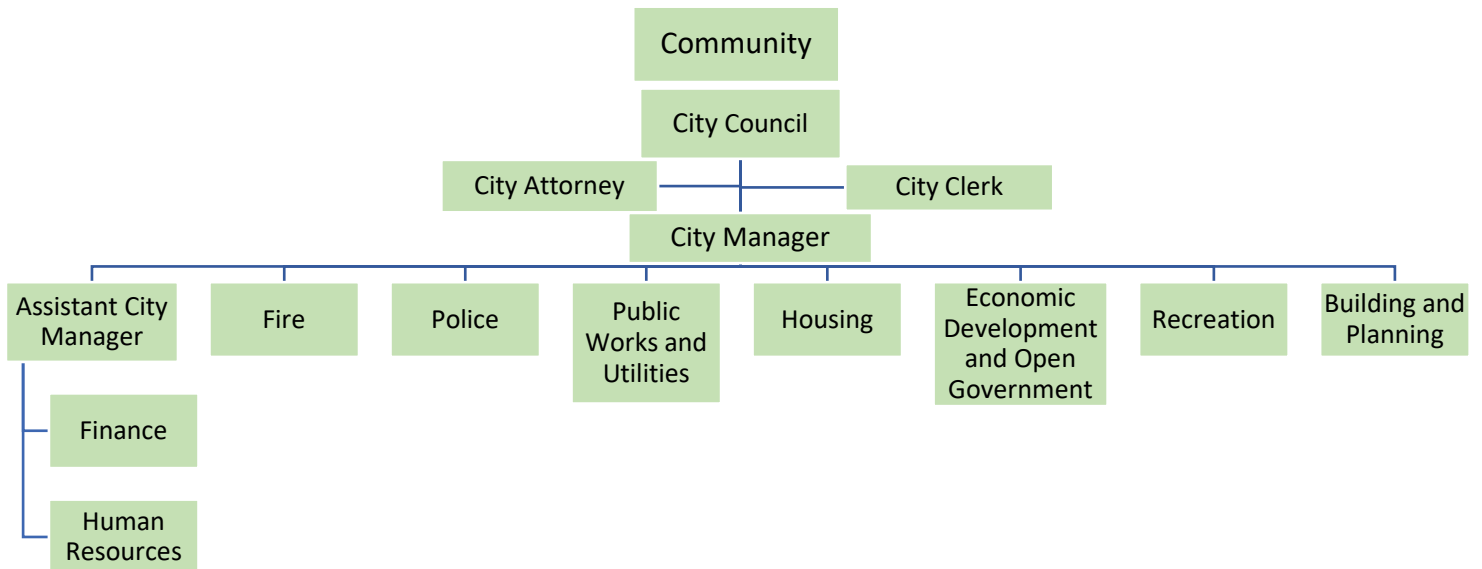 Community
City Council
City Attorney
City Clerk
City Manager
Assistant City
Manager
Fire
Police
Public
Works and
Utilities
Housing
Economic
Development
and Open
Government
Recreation
Building and
Planning
Finance
Human
Resources